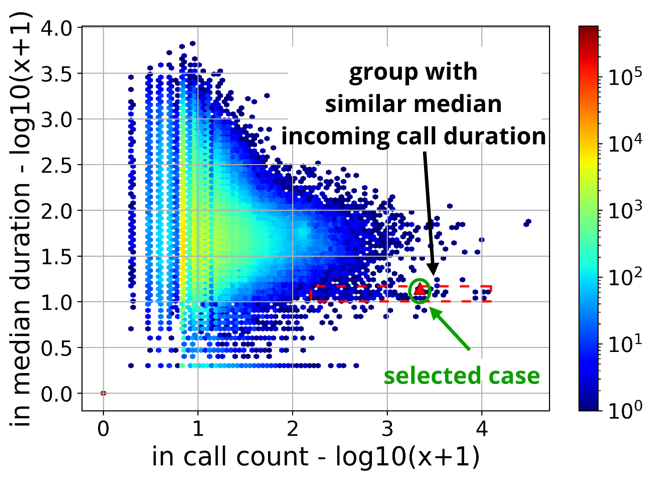 group with
similar median
incoming call duration
selected case
in median duration - log10(x+1)
4.0
3.5
3.0
2.5
2.0
1.5
1.0
0.5
0.0
0 1 2 3 4
in call count - log10(x+1)
10^5
10^4
10^3
10^2
10^1
10^0